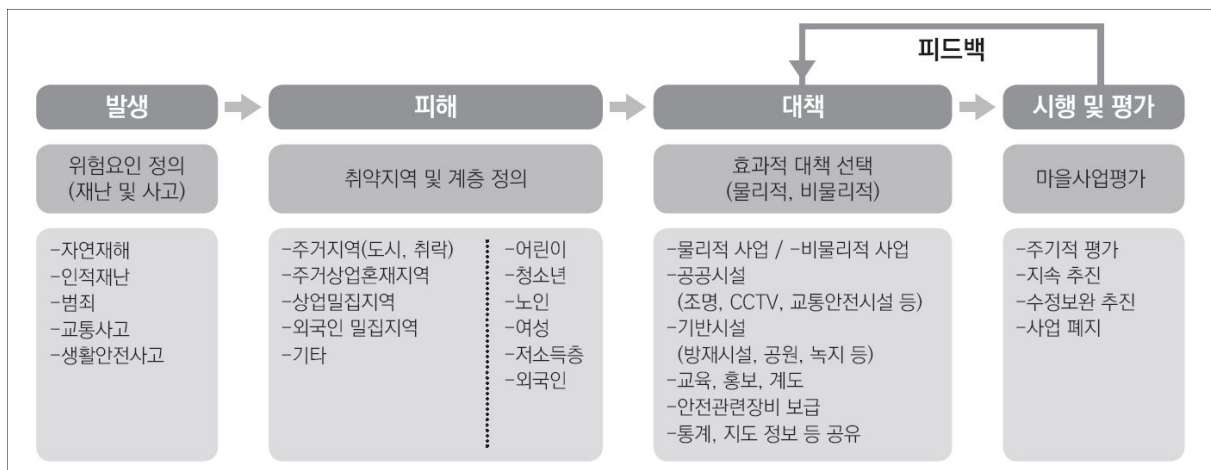 피드백
발생
피해
대책
시행 및 평가
위험요인 정의
(재난 및 사고)
취약지역 및 계층 정의
효과적 대책 선택
(물리적, 비물리적)
마을사업평가
-자연재해
-인적재난
-범죄
-교통사고
-생활안전사고
-주거지역(도시, 취락)
-주거상업혼재지역
-상업밀집지역
-외국인 밀집지역
-기타
-어린이
-청소년
-노인
-여성
-저소득층
-외국인
-물리적 사업 / -비물리적 사업
-공공시설
(조명, CCTV, 교통안전시설 등)
-기반시설
(방재시설, 공원, 녹지 등)
-교육, 홍보, 계도
-안전관련장비 보급
-통계, 지도 정보 등 공유
-주기적 평가
-지속 추진
-수정보완 추진
-사업 폐지